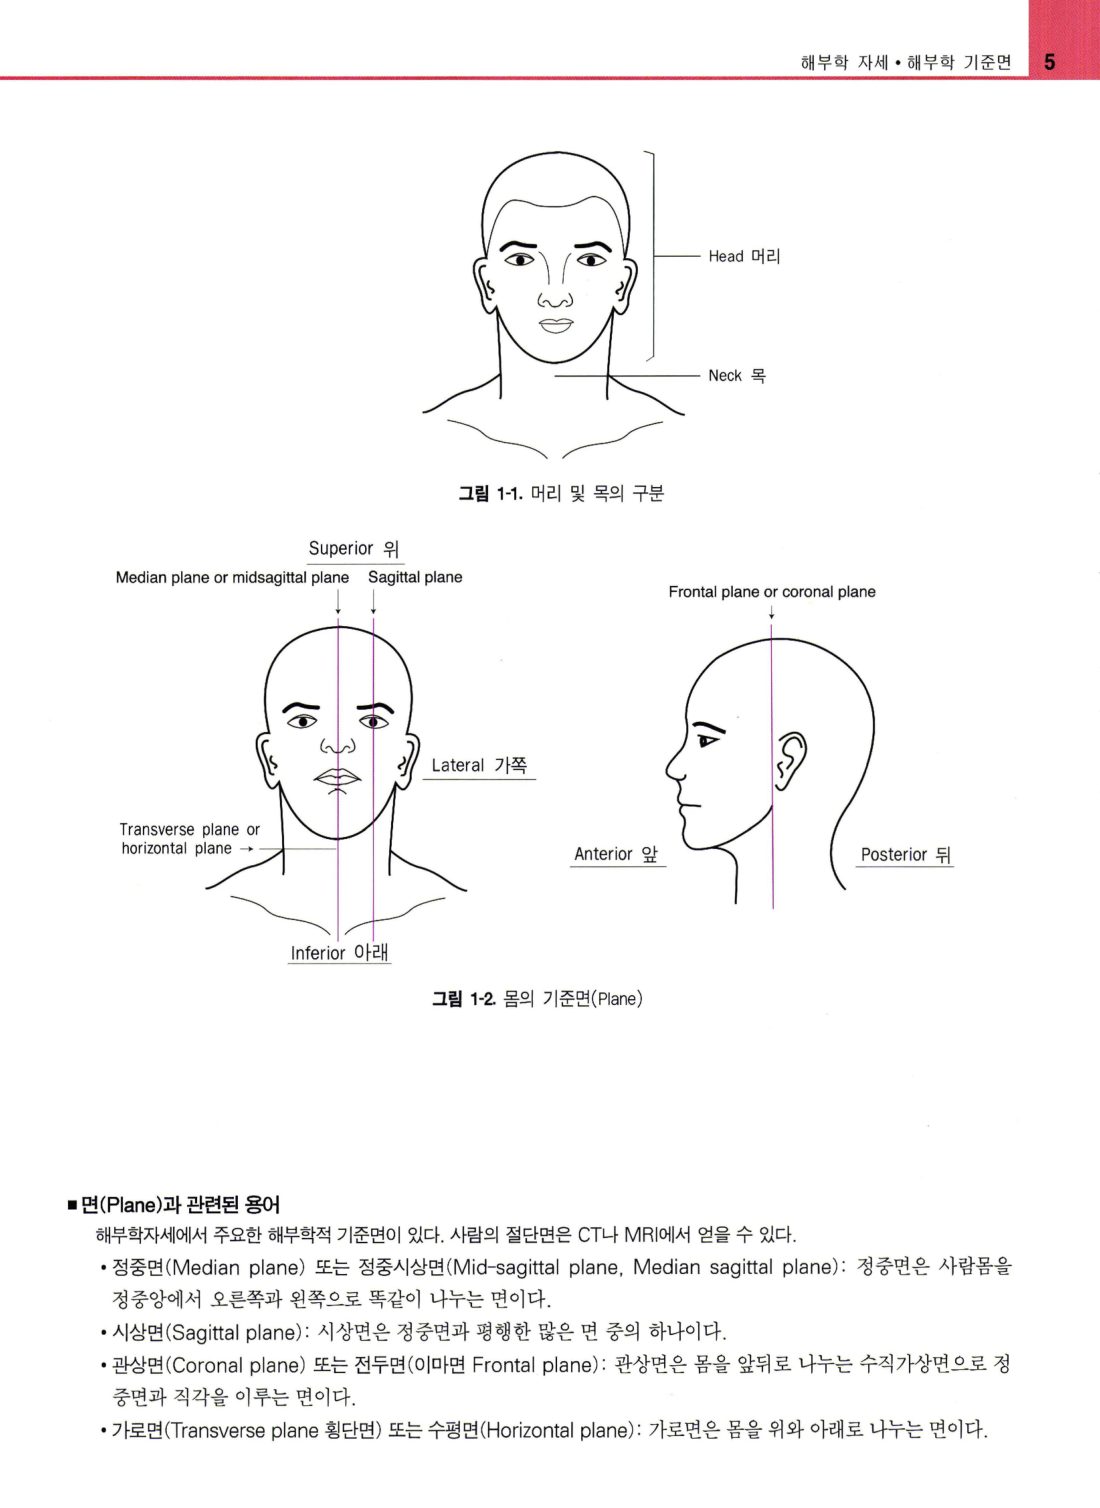 해부학 자세 • 해부학 기준면 5
Head 머리
Neck 목
그림 1-1. 머리 및 목의 구분
Superior 위
Median plane or midsagittal plane Sagittal plane
Frontal plane or coronal plane
Lateral 가쪽
Transverse plane or
horizontal plane →
Anterior 앞
Posterior 뒤
Inferior 아래
그림 1-2. 몸의 기준면(Plane)
■ 면(Plane)과 관련된 용어
해부학자세에서 주요한 해부학적 기준면이 있다. 사람의 절단면은 CT나 MRI에서 얻을 수 있다.
• 정중면(Median plane) 또는 정중시상면(Mid-sagittal plane, Median sagittal plane): 정중면은 사람몸을
정중앙에서 오른쪽과 왼쪽으로 똑같이 나누는 면이다.
• 시상면(Sagittal plane): 시상면은 정중면과 평행한 많은 면 중의 하나이다.
• 관상면(Coronal plane) 또는 전두면(이마면 Frontal plane): 관상면은 몸을 앞뒤로 나누는 수직가상면으로 정
중면과 직각을 이루는 면이다.
• 가로면(Transverse plane 횡단면) 또는 수평면(Horizontal plane): 가로면은 몸을 위와 아래로 나누는 면이다.